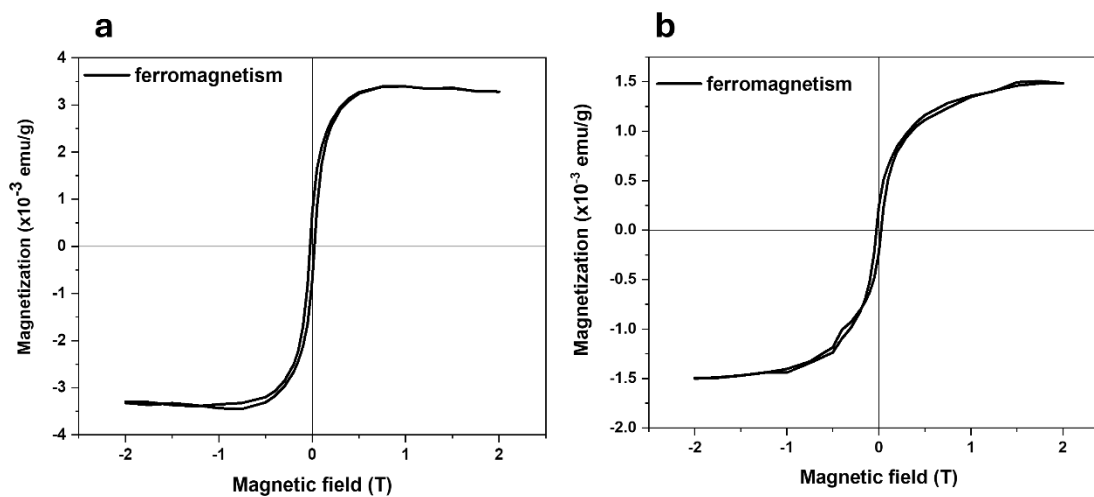 a
ferromagnetism
4
3
2
1
0
-1
-2
-3
-4
Magnetization (x10⁻³ emu/g)
-2 -1 0 1 2
Magnetic field (T)
b
ferromagnetism
1.5
1.0
0.5
0.0
-0.5
-1.0
-1.5
-2.0
Magnetization (x10⁻³ emu/g)
-2 -1 0 1 2
Magnetic field (T)